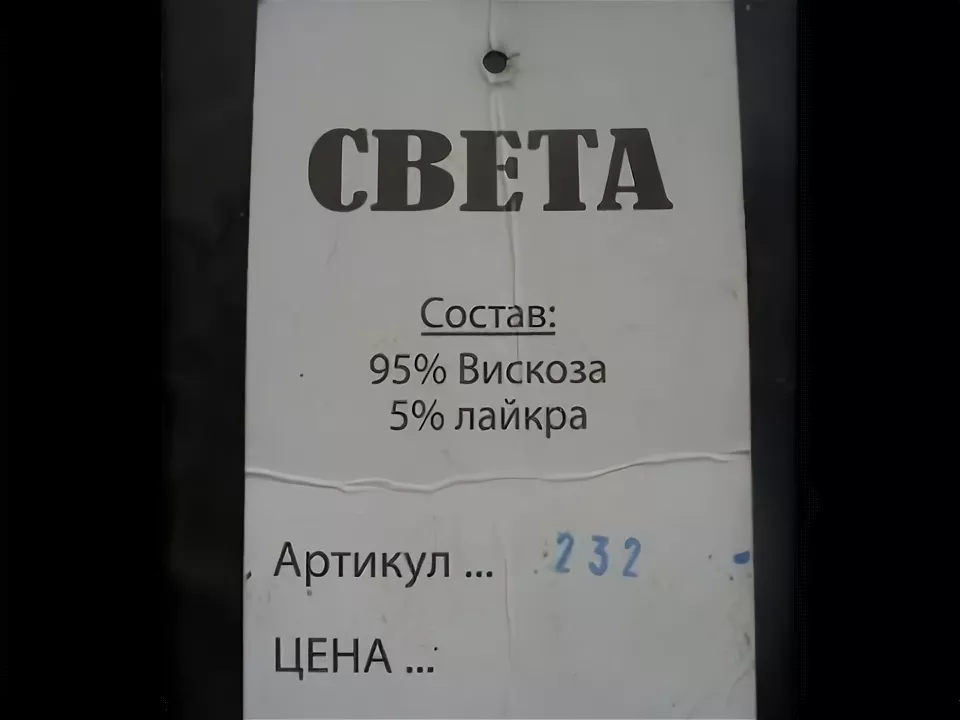 СВЕТА
Состав:
95% Вискоза
5% лайкра
Артикул ... 232
ЦЕНА ...